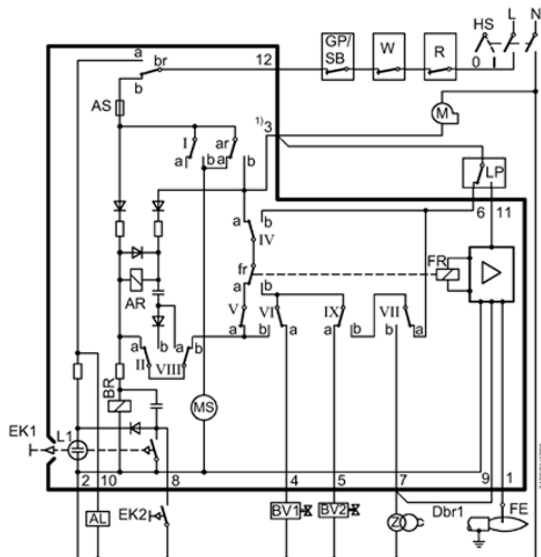 L N
HS
GP/
SB
W
R
0 I
a
br
12
b
AS
1) 3
M
I
ar
a b a b
LP
6 11
a b
IV
fr
FR
AR
a b
V
VI
IX
VII
a b a a b b a
a b a b
II
VIII
BR
MS
EK1
L1
2 10 8 4 5 7 9 1
AL
EK2
BV1
BV2
Z
Dbr1
FE